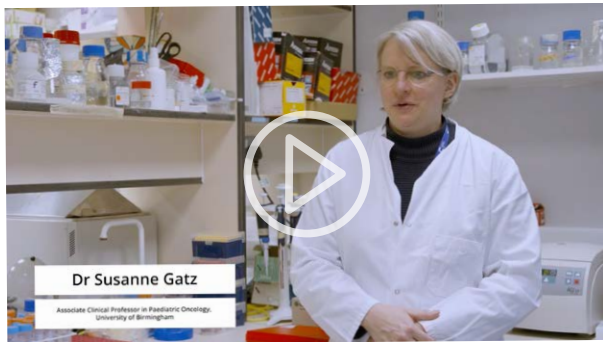 Dr Susanne Gatz
Associate Clinical Professor in Paediatric Oncology,
University of Birmingham